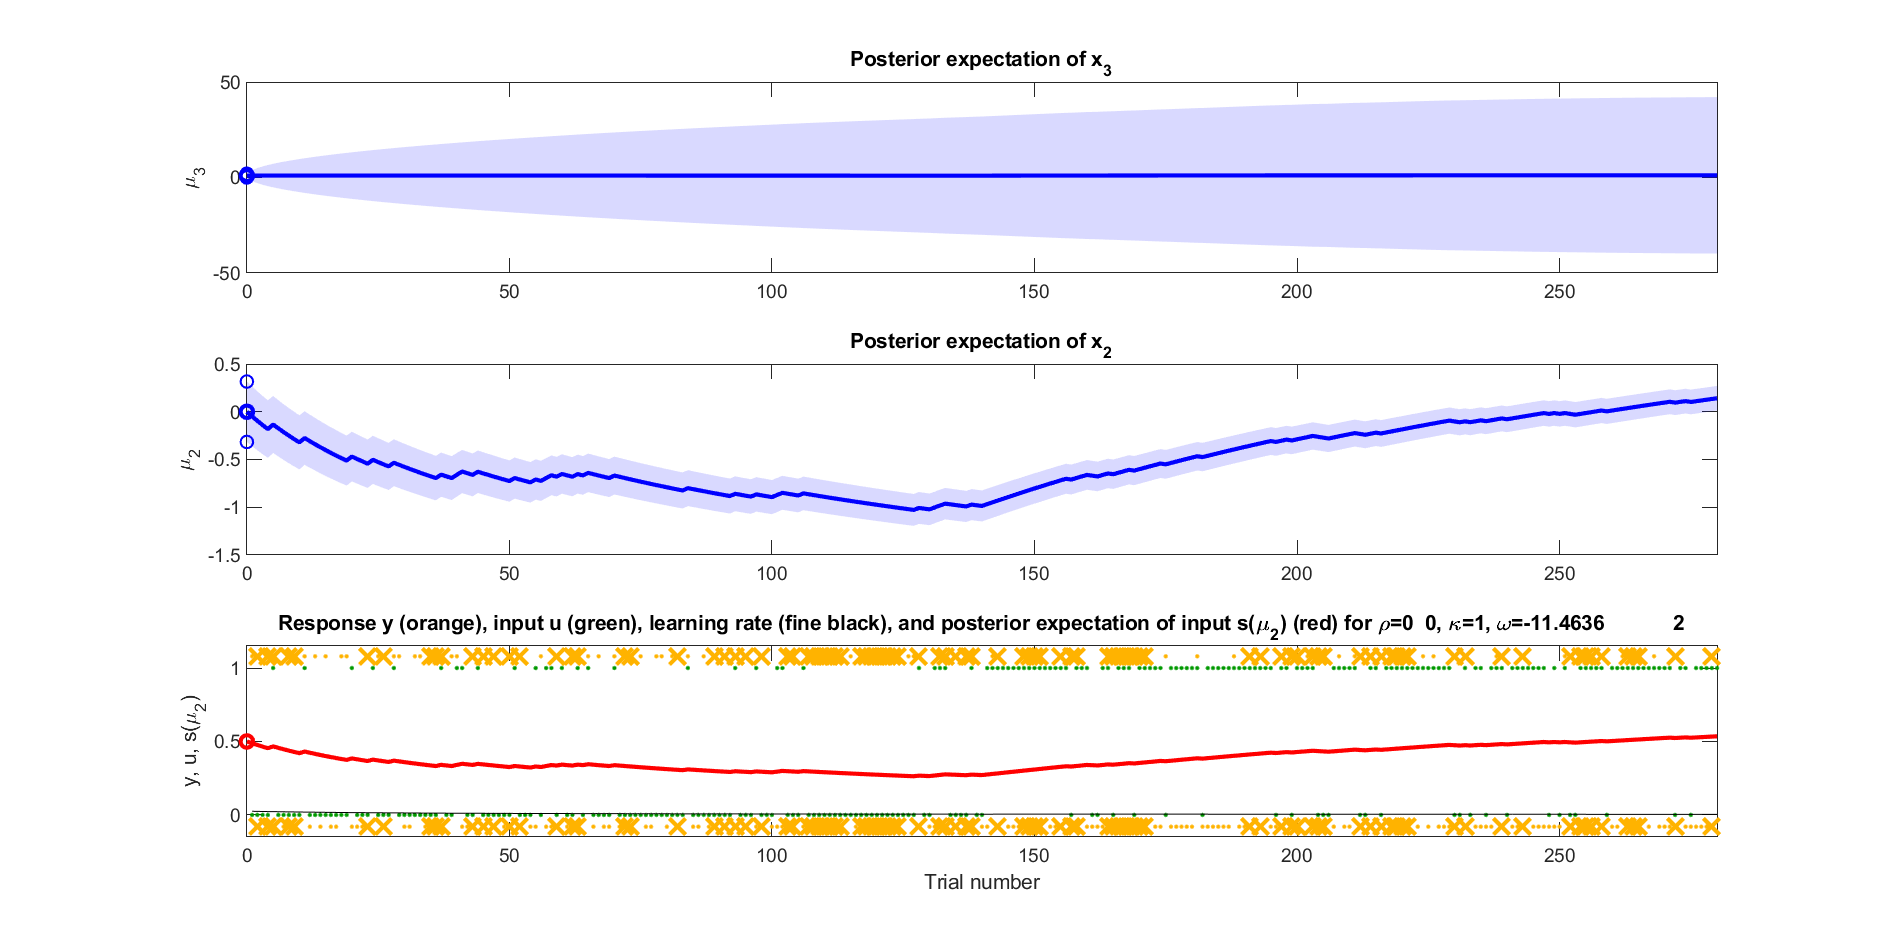 Posterior expectation of x3
50
0
-50
μ3
0 50 100 150 200 250
Posterior expectation of x2
0.5
0
-0.5
-1
-1.5
μ2
0 50 100 150 200 250
Response y (orange), input u (green), learning rate (fine black), and posterior expectation of input s(μ2) (red) for ρ=0 0, κ=1, ω=-11.4636 2
1
0.5
0
y, u, s(μ2)
0 50 100 150 200 250
Trial number